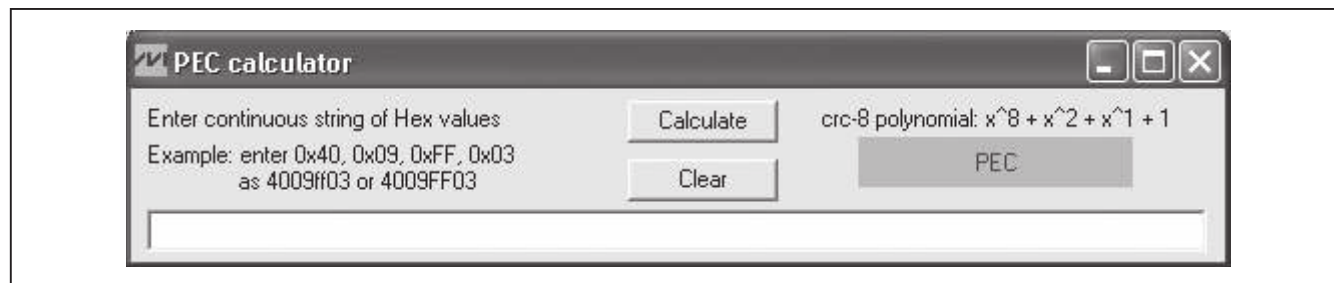 PEC calculator
Enter continuous string of Hex values
Example: enter 0x40, 0x09, 0xFF, 0x03
as 4009ff03 or 4009FF03
Calculate
Clear
crc-8 polynomial: x^8 + x^2 + x^1 + 1
PEC